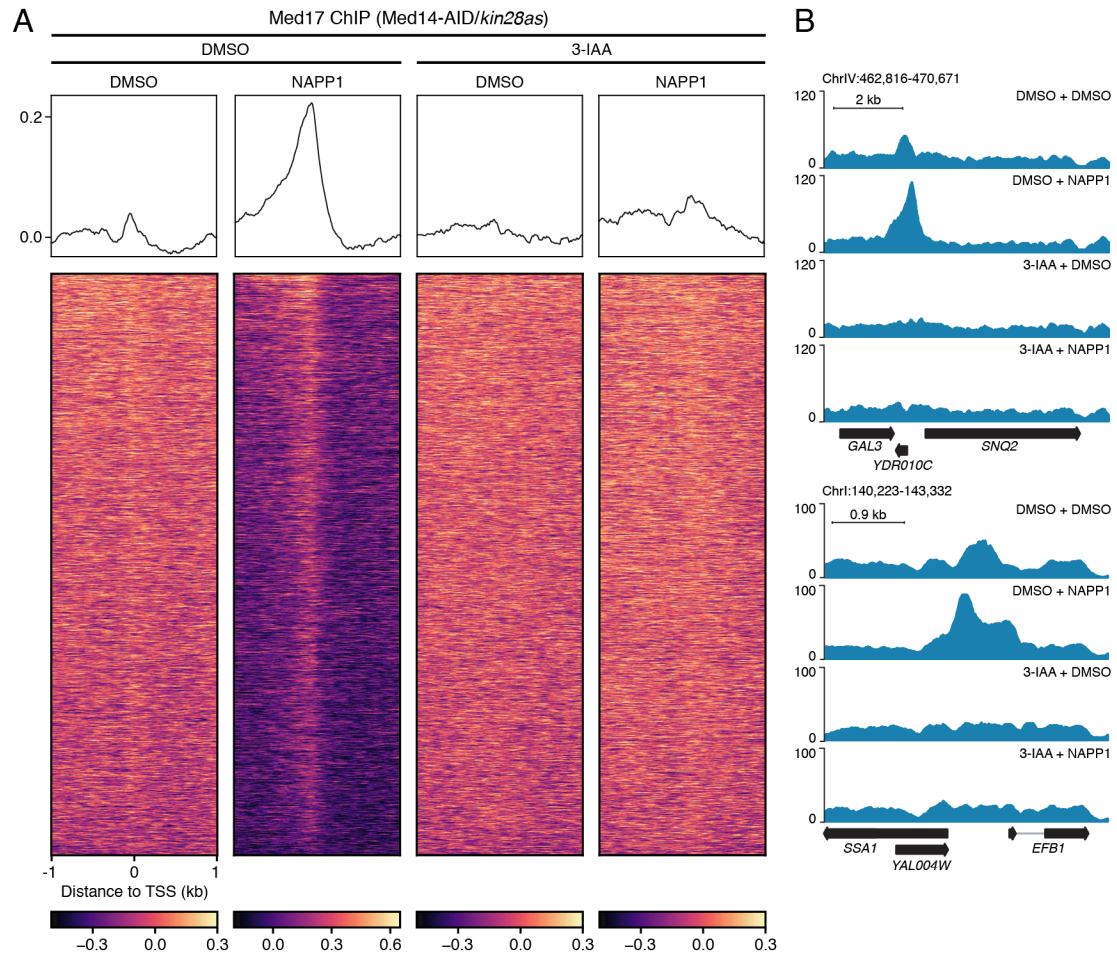 A
Med17 ChIP (Med14-AID/kin28as)
DMSO 3-IAA
DMSO NAPP1 DMSO NAPP1
0.2
0.0
-1 0 1
Distance to TSS (kb)
−0.3 0.0 0.3
0.0 0.3 0.6
−0.3 0.0 0.3
−0.3 0.0 0.3
B
ChrIV:462,816-470,671
120 DMSO + DMSO
2 kb
0
120 DMSO + NAPP1
0
120 3-IAA + DMSO
0
120 3-IAA + NAPP1
0
GAL3 SNQ2
YDR010C
ChrI:140,223-143,332
100 DMSO + DMSO
0.9 kb
0
100 DMSO + NAPP1
0
100 3-IAA + DMSO
0
100 3-IAA + NAPP1
0
SSA1 EFB1
YAL004W